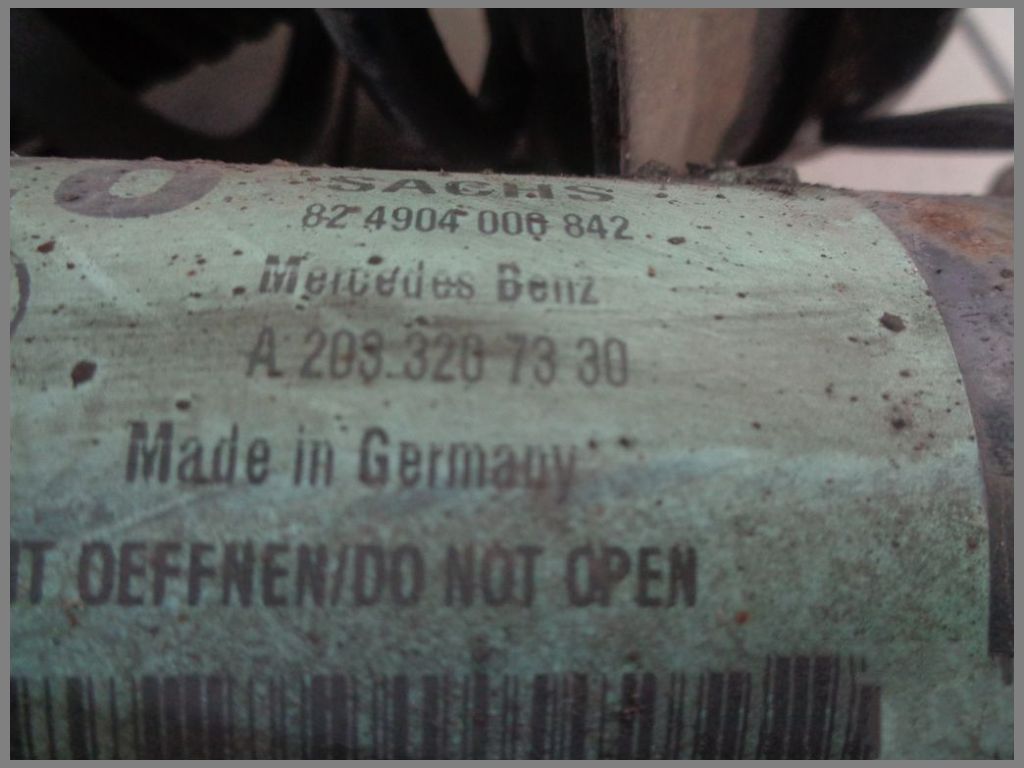 SACHS
82 4904 000 842
Mercedes Benz
A 203 320 73 30
Made in Germany
OEFFNEN/DO NOT OPEN